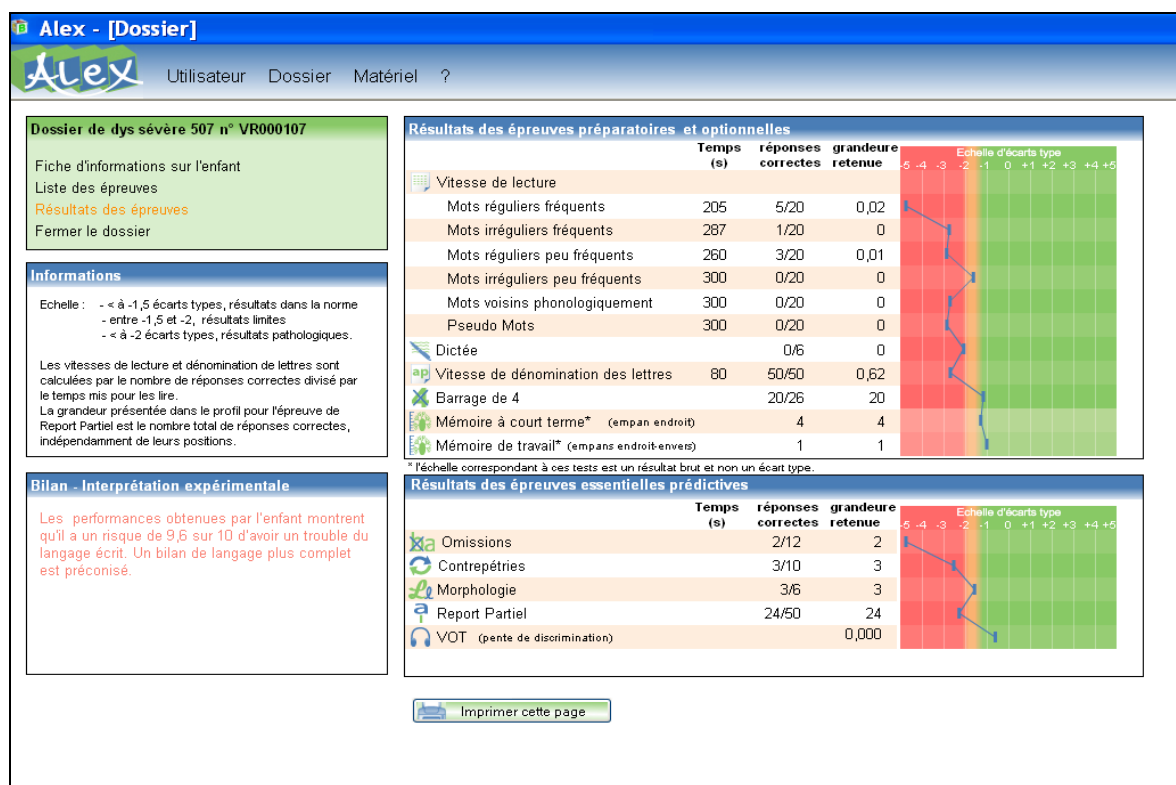 Alex - [Dossier]
ALex Utilisateur Dossier Matériel ?
Dossier de dys sévère 507 n° VR000107
Fiche d'informations sur l'enfant
Liste des épreuves
Résultats des épreuves
Fermer le dossier
Informations
Echelle : - < à -1,5 écarts types, résultats dans la norme
- entre -1,5 et -2, résultats limites
- < à -2 écarts types, résultats pathologiques.
Les vitesses de lecture et dénomination de lettres sont
calculées par le nombre de réponses correctes divisé par
le temps mis pour les lire.
La grandeur présentée dans le profil pour l'épreuve de
Report Partiel est le nombre total de réponses correctes,
indépendamment de leurs positions.
Bilan - Interprétation expérimentale
Les performances obtenues par l'enfant montrent
qu'il a un risque de 9,6 sur 10 d'avoir un trouble du
langage écrit. Un bilan de langage plus complet
est préconisé.
Résultats des épreuves préparatoires et optionnelles
Temps réponses grandeure
(s) correctes retenue
Echelle d'écarts type
-5 -4 -3 -2 -1 0 +1 +2 +3 +4 +5
Vitesse de lecture
Mots réguliers fréquents 205 5/20 0,02
Mots irréguliers fréquents 287 1/20 0
Mots réguliers peu fréquents 260 3/20 0,01
Mots irréguliers peu fréquents 300 0/20 0
Mots voisins phonologiquement 300 0/20 0
Pseudo Mots 300 0/20 0
Dictée 0/6 0
Vitesse de dénomination des lettres 80 50/50 0,62
Barrage de 4 20/26 20
Mémoire à court terme* (empan endroit) 4 4
Mémoire de travail* (empans endroit-envers) 1 1
* l'échelle correspondant à ces tests est un résultat brut et non un écart type.
Résultats des épreuves essentielles prédictives
Temps réponses grandeure
(s) correctes retenue
Echelle d'écarts type
-5 -4 -3 -2 -1 0 +1 +2 +3 +4 +5
Omissions 2/12 2
Contrepétries 3/10 3
Morphologie 3/6 3
Report Partiel 24/50 24
VOT (pente de discrimination) 0,000
Imprimer cette page